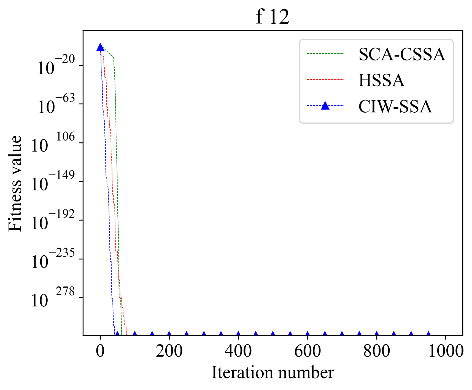 f 12
Fitness value
10⁻²⁰
10⁻⁶³
10 ¹⁰⁶
10⁻¹⁴⁹
10⁻¹⁹²
10⁻²³⁵
10 ²⁷⁸
SCA-CSSA
HSSA
CIW-SSA
0 200 400 600 800 1000
Iteration number